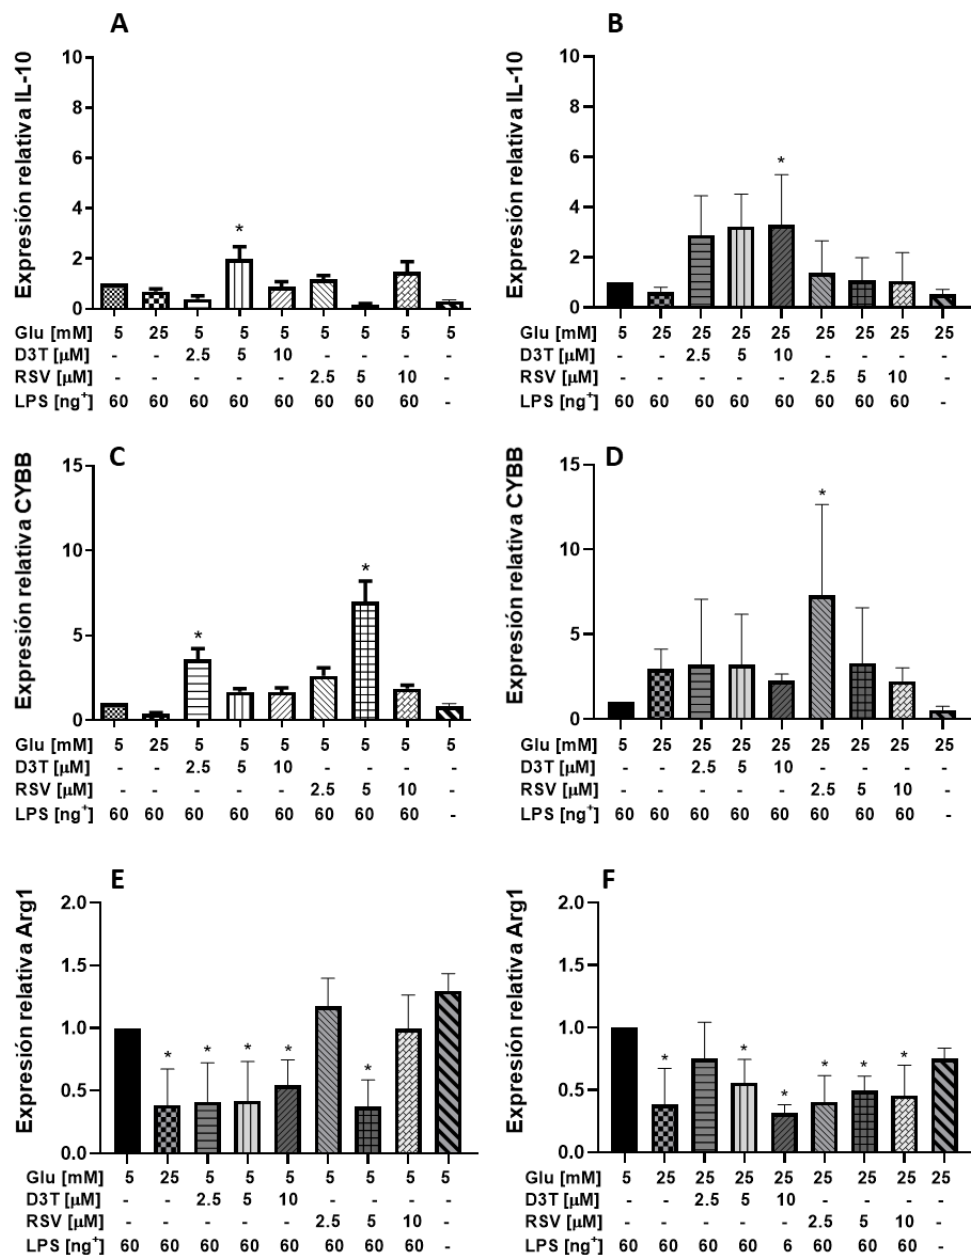 A
Expresión relativa IL-10
10
8
6
4
2
0
*
Glu [mM] 5 25 5 5 5 5 5 5 5
D3T [μM] - - 2.5 5 10 - - - -
RSV [μM] - - - - - 2.5 5 10 -
LPS [ng⁺] 60 60 60 60 60 60 60 60 -
B
Expresión relativa IL-10
10
8
6
4
2
0
*
Glu [mM] 5 25 25 25 25 25 25 25 25
D3T [μM] - - 2.5 5 10 - - - -
RSV [μM] - - - - - 2.5 5 10 -
LPS [ng⁺] 60 60 60 60 60 60 60 60 -
C
Expresión relativa CYBB
15
10
5
0
* *
Glu [mM] 5 25 5 5 5 5 5 5 5
D3T [μM] - - 2.5 5 10 - - - -
RSV [μM] - - - - - 2.5 5 10 -
LPS [ng⁺] 60 60 60 60 60 60 60 60 -
D
Expresión relativa CYBB
15
10
5
0
*
Glu [mM] 5 25 25 25 25 25 25 25 25
D3T [μM] - - 2.5 5 10 - - - -
RSV [μM] - - - - - 2.5 5 10 -
LPS [ng⁺] 60 60 60 60 60 60 60 60 -
E
Expresión relativa Arg1
2.0
1.5
1.0
0.5
0.0
* * * * *
Glu [mM] 5 25 5 5 5 5 5 5 5
D3T [μM] - - 2.5 5 10 - - - -
RSV [μM] - - - - - 2.5 5 10 -
LPS [ng⁺] 60 60 60 60 60 60 60 60 -
F
Expresión relativa Arg1
2.0
1.5
1.0
0.5
0.0
* * * * * *
Glu [mM] 5 25 25 25 25 25 25 25 25
D3T [μM] - - 2.5 5 10 - - - -
RSV [μM] - - - - - 2.5 5 10 -
LPS [ng⁺] 60 60 60 60 6 60 60 60 -